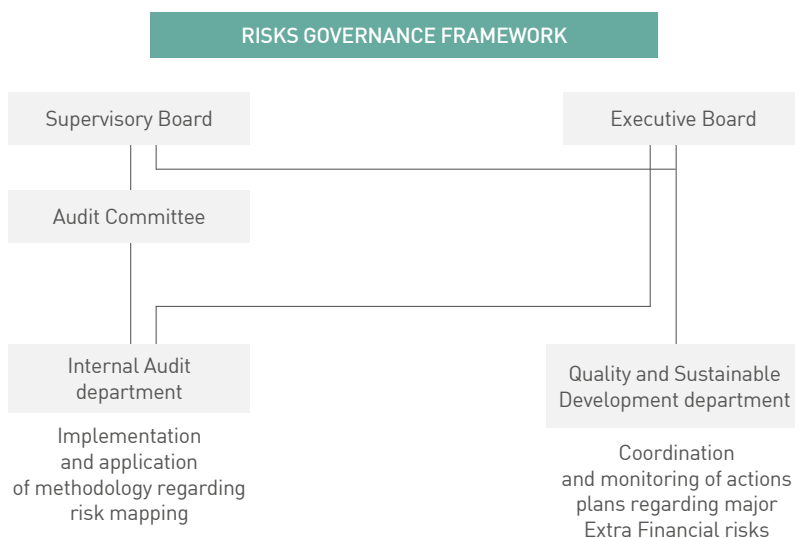 RISKS GOVERNANCE FRAMEWORK
Supervisory Board
Executive Board
Audit Committee
Internal Audit
department
Implementation
and application
of methodology regarding
risk mapping
Quality and Sustainable
Development department
Coordination
and monitoring of actions
plans regarding major
Extra Financial risks